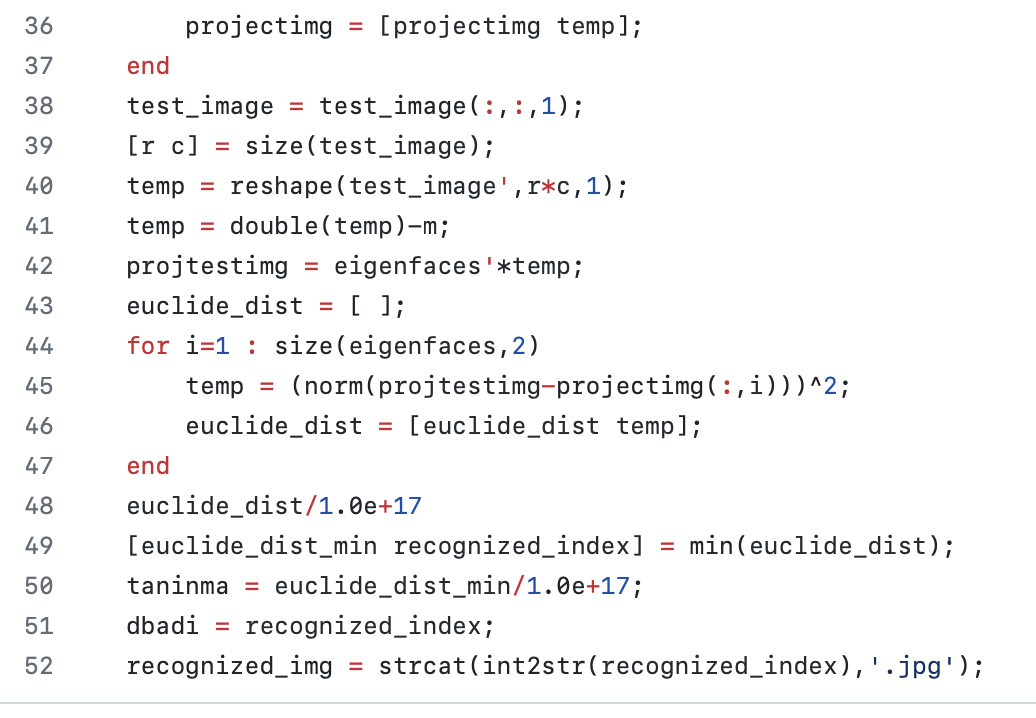 36 projectimg = [projectimg temp];
37 end
38 test_image = test_image(:,:,1);
39 [r c] = size(test_image);
40 temp = reshape(test_image',r*c,1);
41 temp = double(temp)-m;
42 projtestimg = eigenfaces'*temp;
43 euclide_dist = [ ];
44 for i=1 : size(eigenfaces,2)
45 temp = (norm(projtestimg-projectimg(:,i)))^2;
46 euclide_dist = [euclide_dist temp];
47 end
48 euclide_dist/1.0e+17
49 [euclide_dist_min recognized_index] = min(euclide_dist);
50 taninma = euclide_dist_min/1.0e+17;
51 dbadi = recognized_index;
52 recognized_img = strcat(int2str(recognized_index),'.jpg');